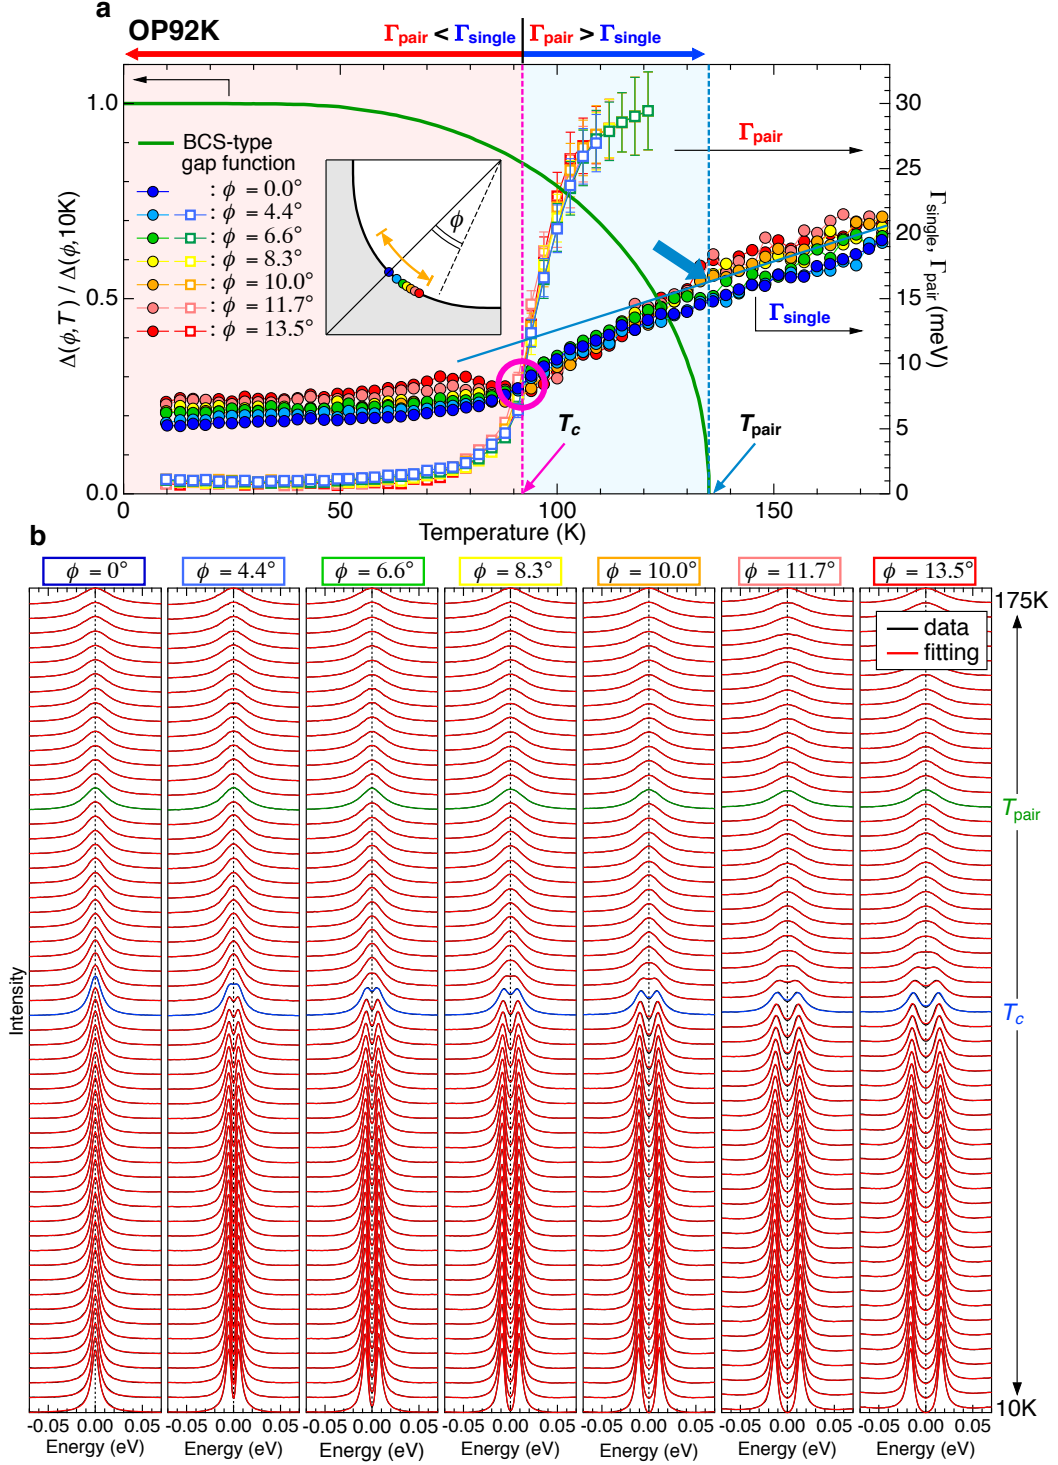 a
OP92K
Γpair < Γsingle
Γpair > Γsingle
1.0
0.5
0.0
Δ(ϕ, T) / Δ(ϕ, 10K)
BCS-type
gap function
: ϕ = 0.0°
: ϕ = 4.4°
: ϕ = 6.6°
: ϕ = 8.3°
: ϕ = 10.0°
: ϕ = 11.7°
: ϕ = 13.5°
ϕ
Γpair
Γsingle
Tc
Tpair
30
25
20
15
10
5
0
Γsingle, Γpair (meV)
0
50
100
150
Temperature (K)
b
ϕ = 0°
ϕ = 4.4°
ϕ = 6.6°
ϕ = 8.3°
ϕ = 10.0°
ϕ = 11.7°
ϕ = 13.5°
175K
data
fitting
Tpair
Tc
10K
Intensity
-0.05 0.00 0.05
-0.05 0.00 0.05
-0.05 0.00 0.05
-0.05 0.00 0.05
-0.05 0.00 0.05
-0.05 0.00 0.05
-0.05 0.00 0.05
Energy (eV)
Energy (eV)
Energy (eV)
Energy (eV)
Energy (eV)
Energy (eV)
Energy (eV)